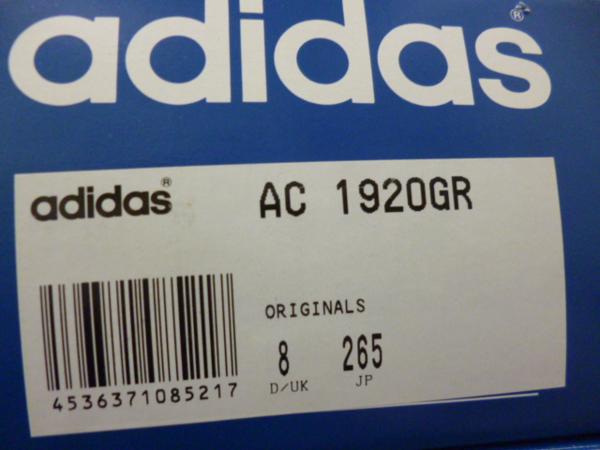 adidas®
adidas®
AC 1920GR
ORIGINALS
8 265
D/UK JP
4536371085217